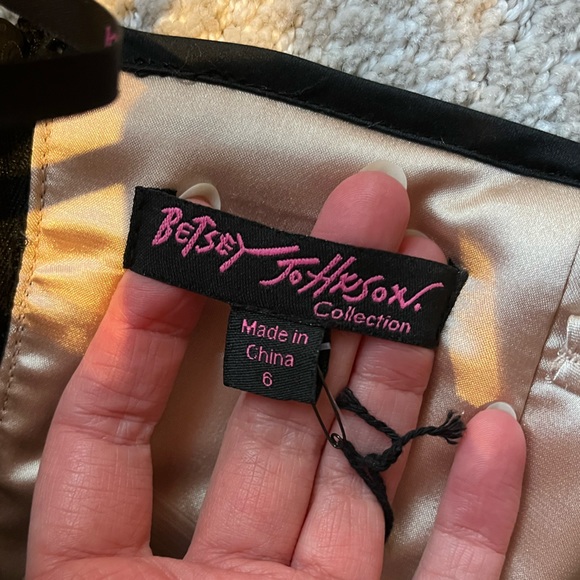 BETSEY JOHNSON.
Collection
Made in
China
6